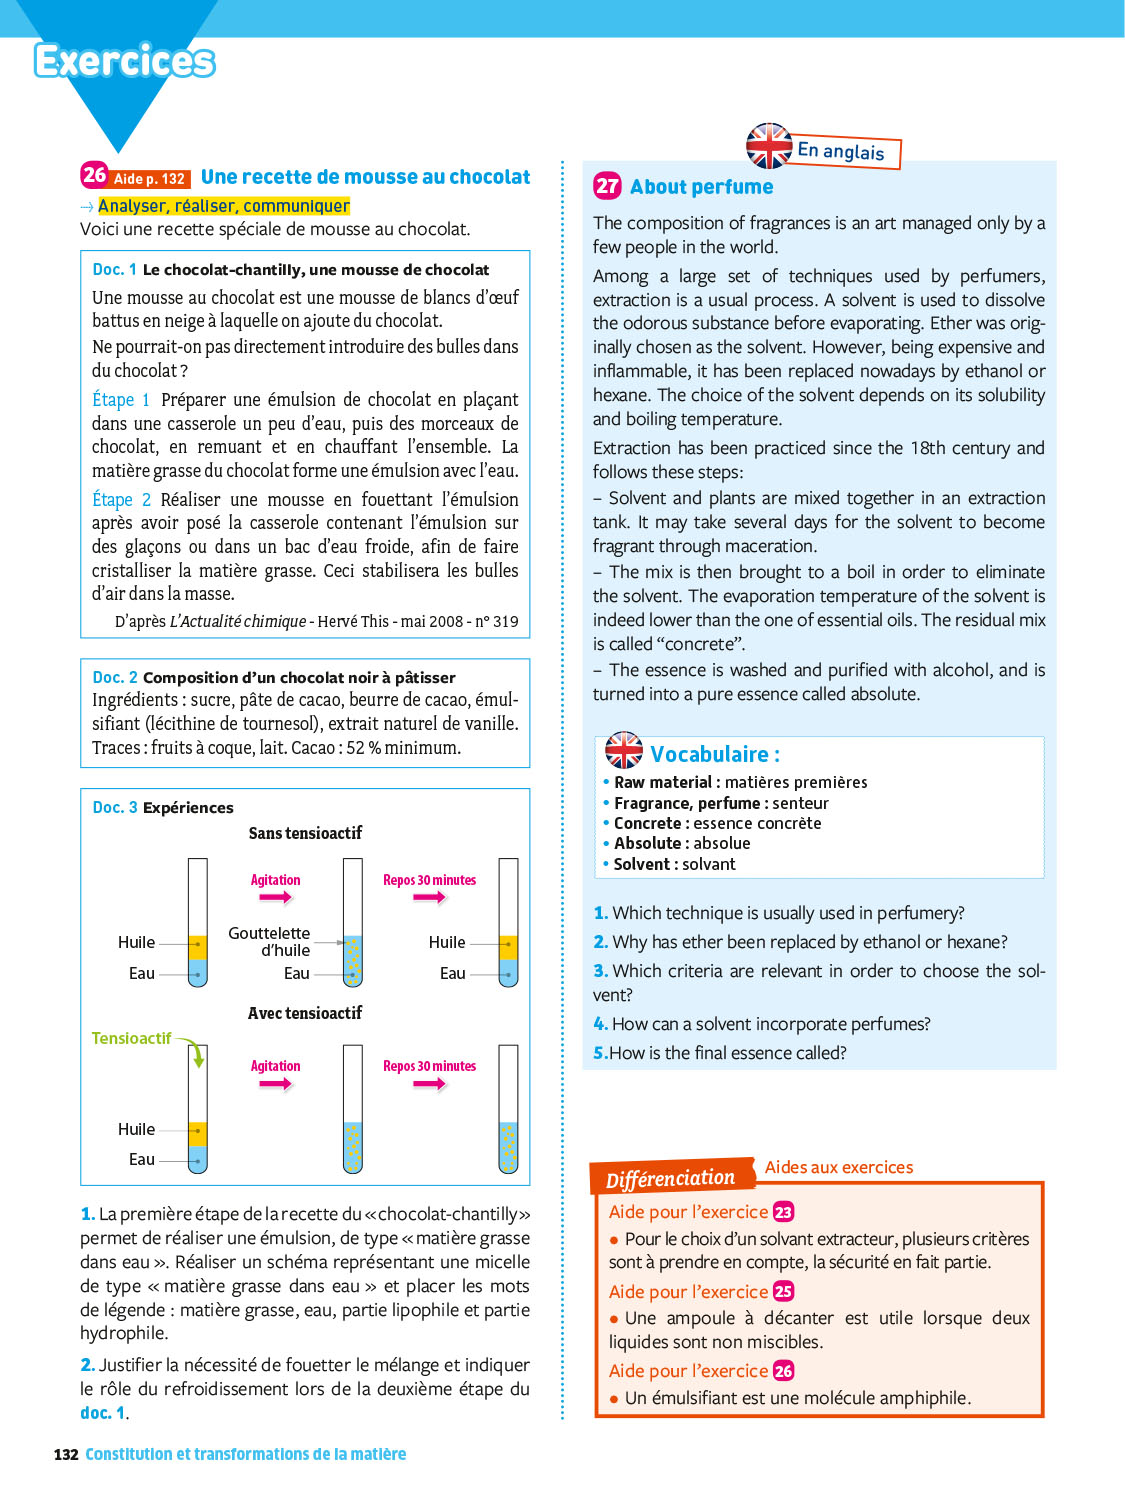 Exercices
26 Aide p. 132 Une recette de mousse au chocolat
→ Analyser, réaliser, communiquer
Voici une recette spéciale de mousse au chocolat.
Doc. 1 Le chocolat-chantilly, une mousse de chocolat
Une mousse au chocolat est une mousse de blancs d’œuf
battus en neige à laquelle on ajoute du chocolat.
Ne pourrait-on pas directement introduire des bulles dans
du chocolat ?
Étape 1 Préparer une émulsion de chocolat en plaçant
dans une casserole un peu d’eau, puis des morceaux de
chocolat, en remuant et en chauffant l’ensemble. La
matière grasse du chocolat forme une émulsion avec l’eau.
Étape 2 Réaliser une mousse en fouettant l’émulsion
après avoir posé la casserole contenant l’émulsion sur
des glaçons ou dans un bac d’eau froide, afin de faire
cristalliser la matière grasse. Ceci stabilisera les bulles
d’air dans la masse.
D’après L’Actualité chimique - Hervé This - mai 2008 - n° 319
Doc. 2 Composition d’un chocolat noir à pâtisser
Ingrédients : sucre, pâte de cacao, beurre de cacao, émul-
sifiant (lécithine de tournesol), extrait naturel de vanille.
Traces : fruits à coque, lait. Cacao : 52 % minimum.
Doc. 3 Expériences
Sans tensioactif
Agitation
Repos 30 minutes
Huile
Eau
Gouttelette
d’huile
Eau
Huile
Eau
Avec tensioactif
Tensioactif
Agitation
Repos 30 minutes
Huile
Eau
1. La première étape de la recette du « chocolat-chantilly »
permet de réaliser une émulsion, de type « matière grasse
dans eau ». Réaliser un schéma représentant une micelle
de type « matière grasse dans eau » et placer les mots
de légende : matière grasse, eau, partie lipophile et partie
hydrophile.
2. Justifier la nécessité de fouetter le mélange et indiquer
le rôle du refroidissement lors de la deuxième étape du
doc. 1.
En anglais
27 About perfume
The composition of fragrances is an art managed only by a
few people in the world.
Among a large set of techniques used by perfumers,
extraction is a usual process. A solvent is used to dissolve
the odorous substance before evaporating. Ether was orig-
inally chosen as the solvent. However, being expensive and
inflammable, it has been replaced nowadays by ethanol or
hexane. The choice of the solvent depends on its solubility
and boiling temperature.
Extraction has been practiced since the 18th century and
follows these steps:
– Solvent and plants are mixed together in an extraction
tank. It may take several days for the solvent to become
fragrant through maceration.
– The mix is then brought to a boil in order to eliminate
the solvent. The evaporation temperature of the solvent is
indeed lower than the one of essential oils. The residual mix
is called “concrete”.
– The essence is washed and purified with alcohol, and is
turned into a pure essence called absolute.
Vocabulaire :
• Raw material : matières premières
• Fragrance, perfume : senteur
• Concrete : essence concrète
• Absolute : absolue
• Solvent : solvant
1. Which technique is usually used in perfumery?
2. Why has ether been replaced by ethanol or hexane?
3. Which criteria are relevant in order to choose the sol-
vent?
4. How can a solvent incorporate perfumes?
5.How is the final essence called?
Différenciation Aides aux exercices
Aide pour l’exercice 23
• Pour le choix d’un solvant extracteur, plusieurs critères
sont à prendre en compte, la sécurité en fait partie.
Aide pour l’exercice 25
• Une ampoule à décanter est utile lorsque deux
liquides sont non miscibles.
Aide pour l’exercice 26
• Un émulsifiant est une molécule amphiphile.
132 Constitution et transformations de la matière